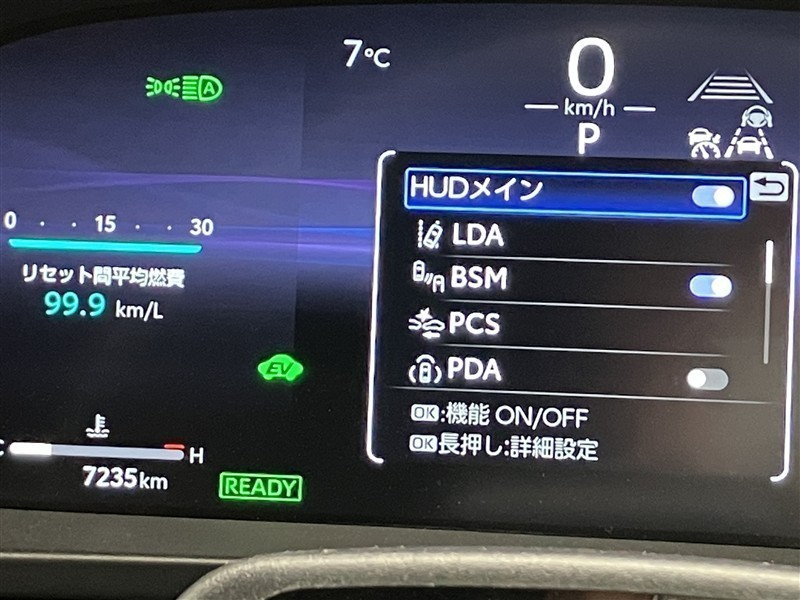 7℃
A
0
km/h
P
HUDメイン
0 · · 15 · · 30
LDA
リセット間平均燃費
BSM
99.9 km/L
PCS
EV
PDA
OK:機能 ON/OFF
OK長押し:詳細設定
C H
7235km
READY